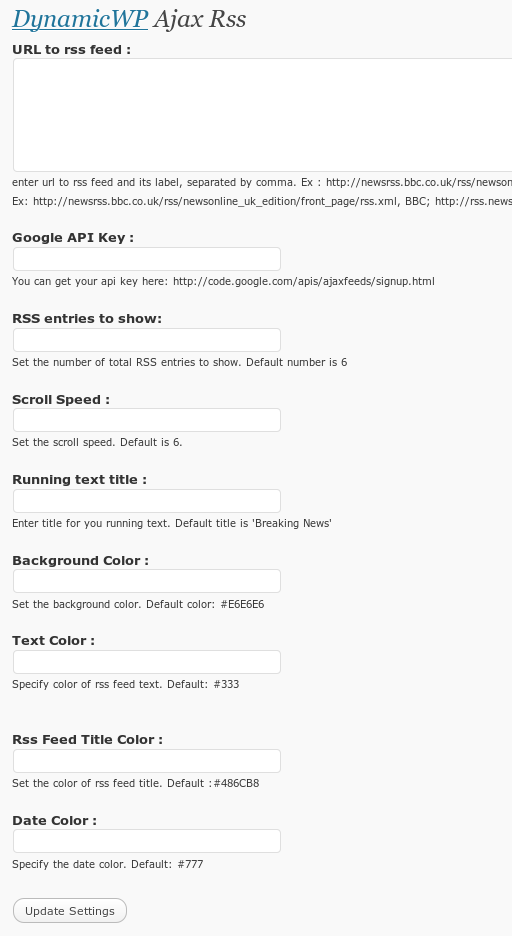 DynamicWP Ajax Rss
URL to rss feed :
enter url to rss feed and its label, separated by comma. Ex : http://newsrss.bbc.co.uk/rss/newson
Ex: http://newsrss.bbc.co.uk/rss/newsonline_uk_edition/front_page/rss.xml, BBC; http://rss.news
Google API Key :
You can get your api key here: http://code.google.com/apis/ajaxfeeds/signup.html
RSS entries to show:
Set the number of total RSS entries to show. Default number is 6
Scroll Speed :
Set the scroll speed. Default is 6.
Running text title :
Enter title for you running text. Default title is 'Breaking News'
Background Color :
Set the background color. Default color: #E6E6E6
Text Color :
Specify color of rss feed text. Default: #333
Rss Feed Title Color :
Set the color of rss feed title. Default :#486CB8
Date Color :
Specify the date color. Default: #777
Update Settings